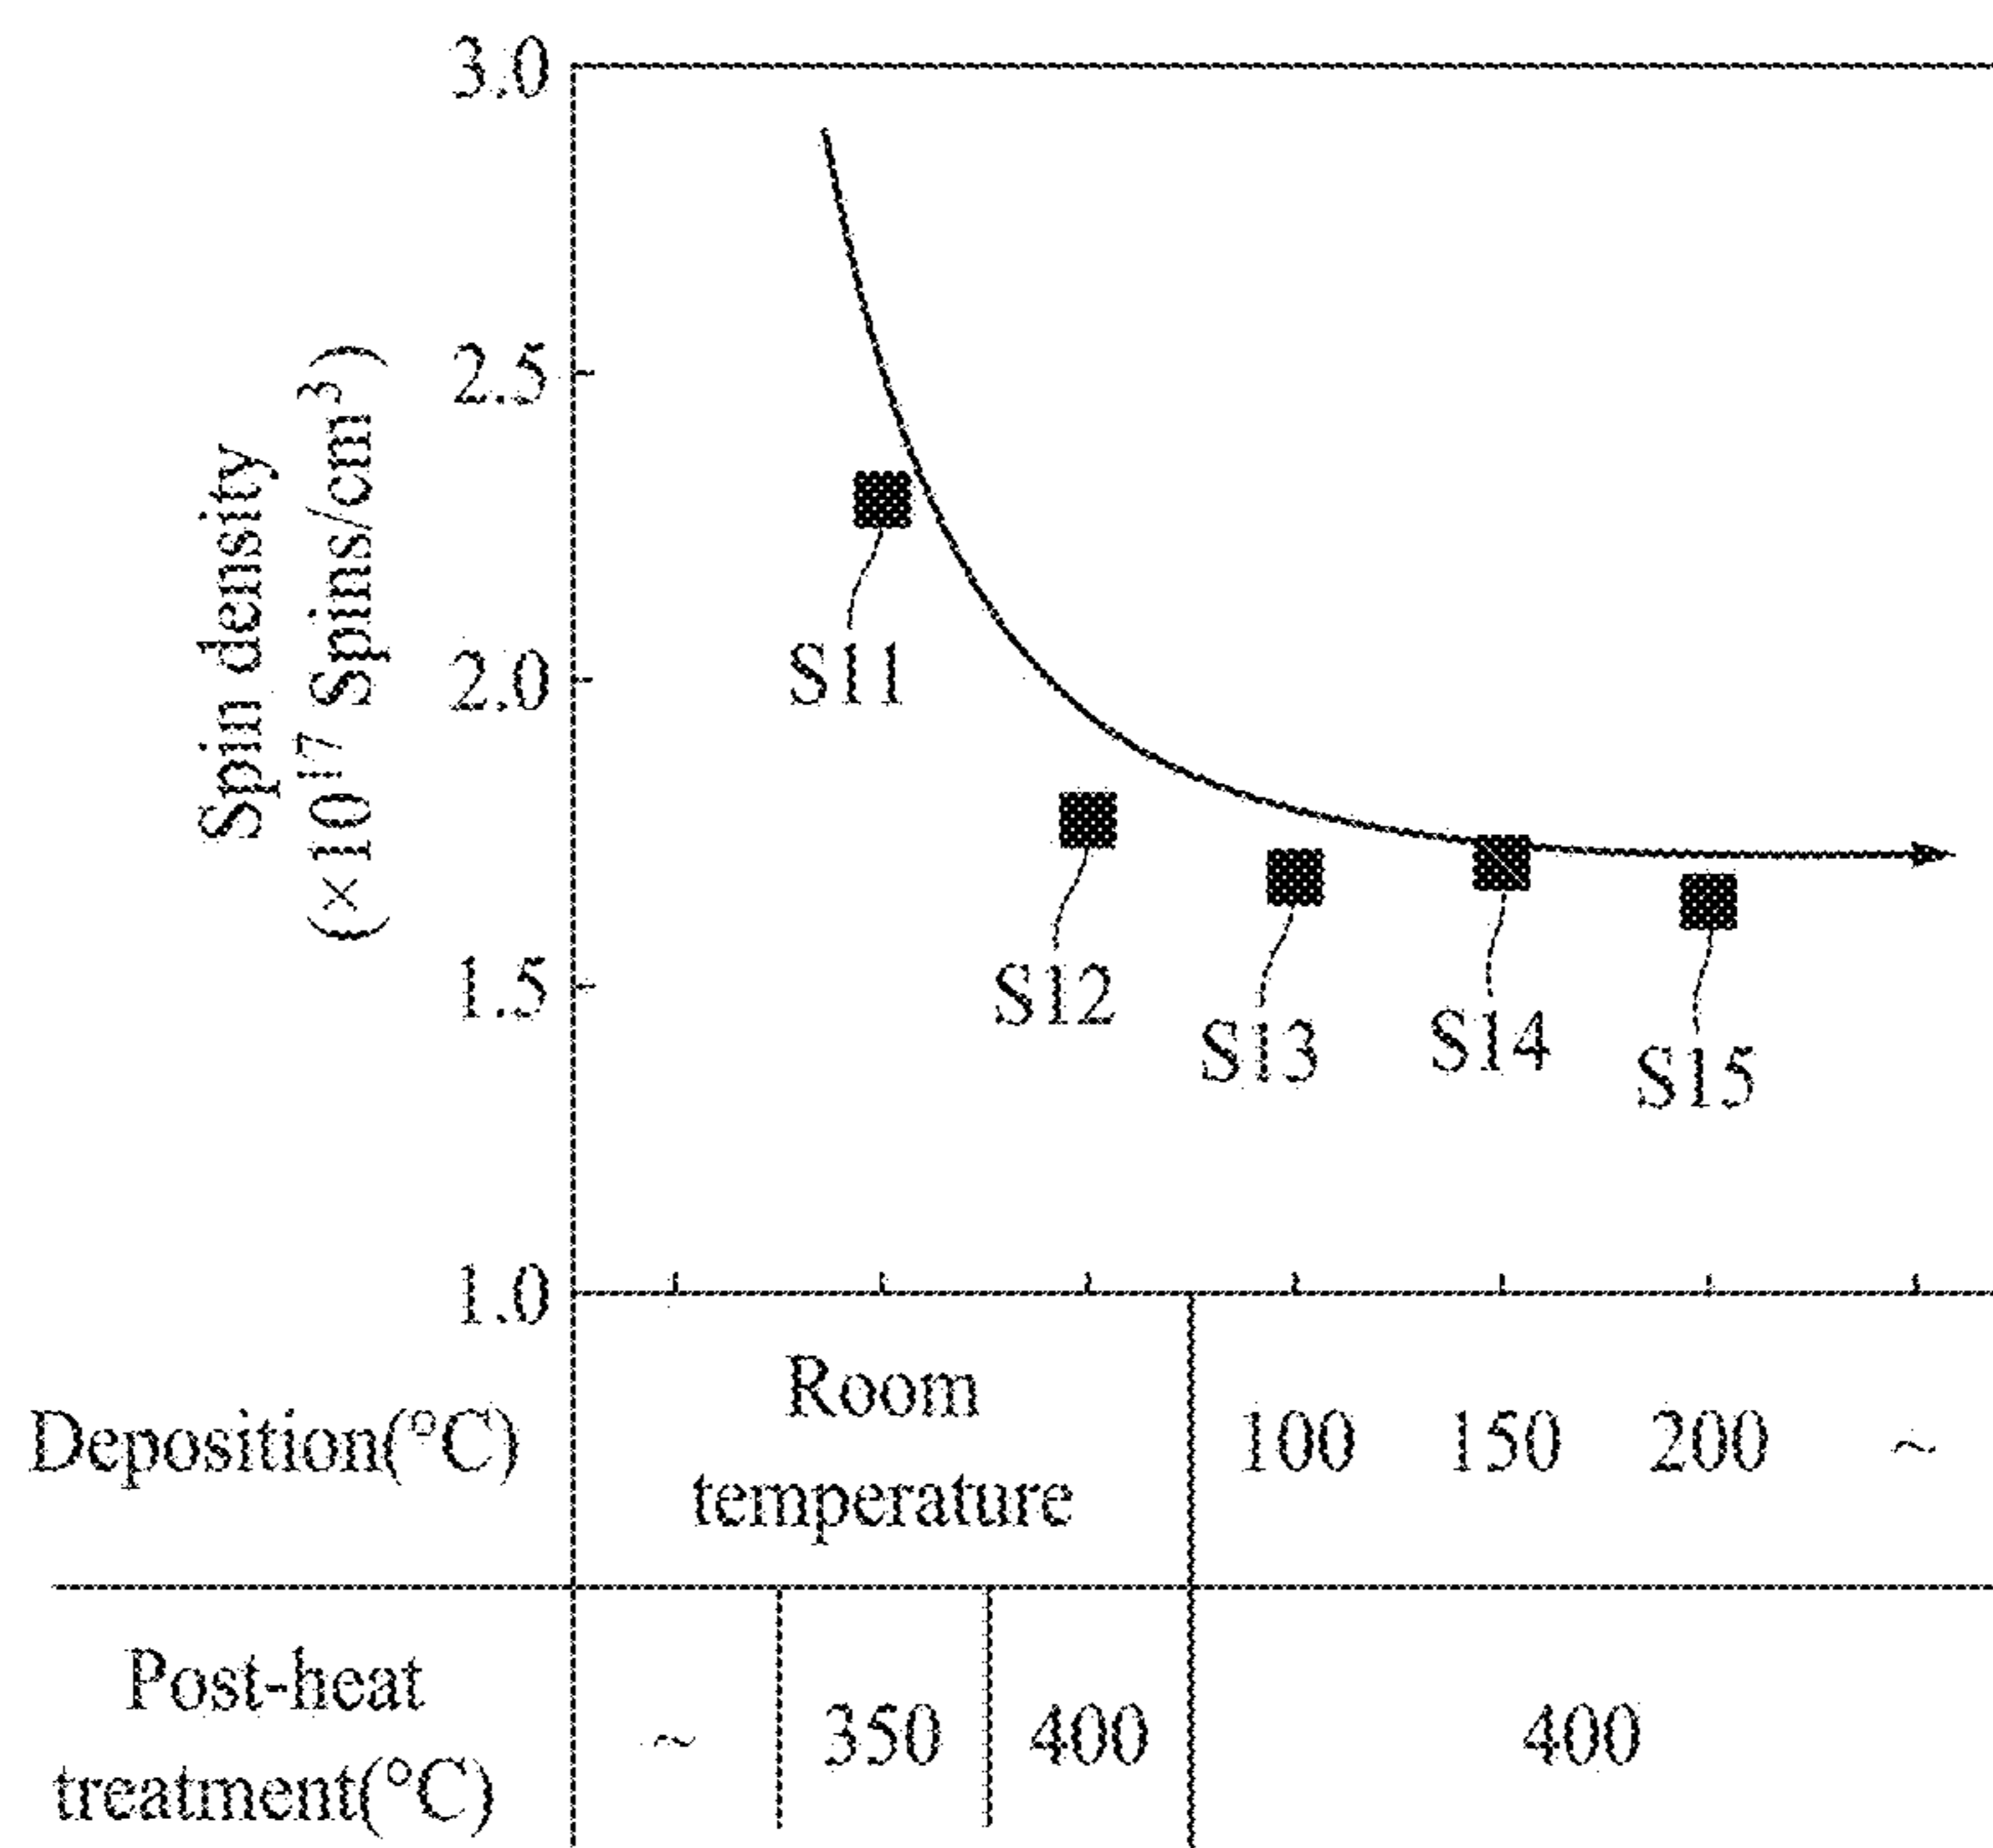 3.0
2.5
2.0
1.5
1.0
Spin density
(×10¹⁷ Spins/cm³)
S11
S12
S13
S14
S15
Deposition(°C)
Room
temperature
100 150 200 ~
Post-heat
treatment(°C)
~ 350 400 400